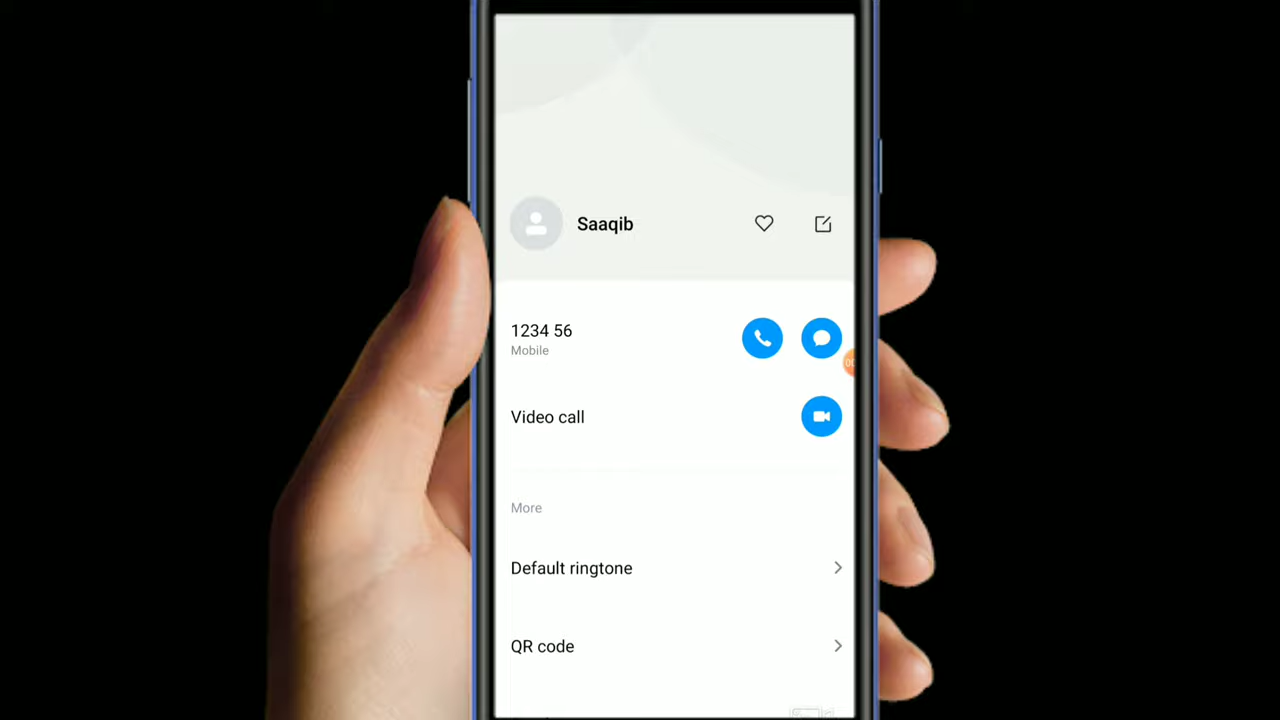 Saaqib
1234 56
Mobile
Video call
More
Default ringtone
QR code